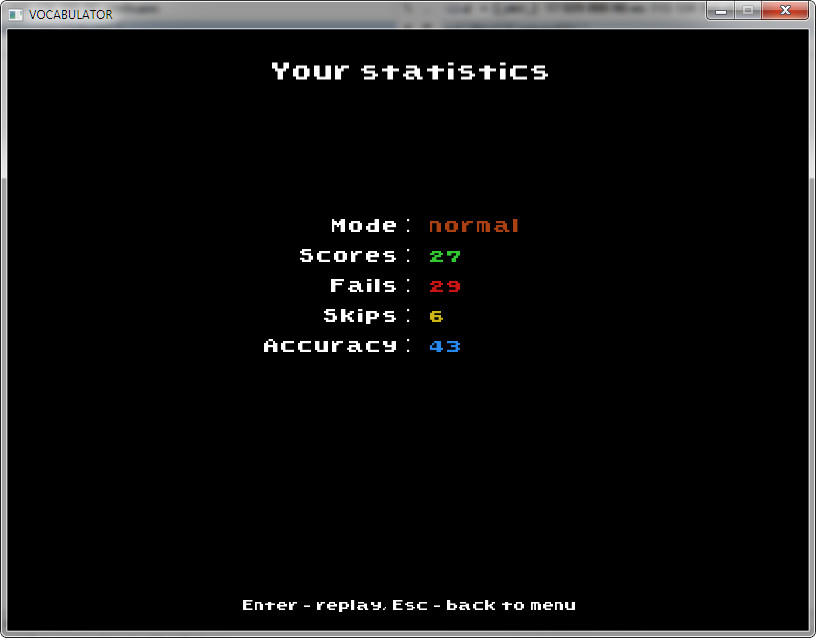 VOCABULATOR
Your statistics
Mode: normal
Scores: 27
Fails: 29
Skips: 6
Accuracy: 43
Enter - replay, Esc - back to menu